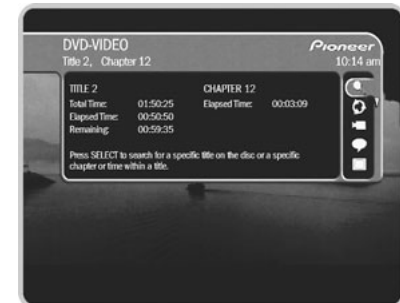 DVD-VIDEO
Pioneer
Title 2, Chapter 12
10:14 am
TITLE 2
CHAPTER 12
Total Time: 01:50:25
Elapsed Time: 00:03:09
Elapsed Time: 00:50:50
Remaining: 00:59:35
Press SELECT to search for a specific title on the disc or a specific
chapter or time within a title.